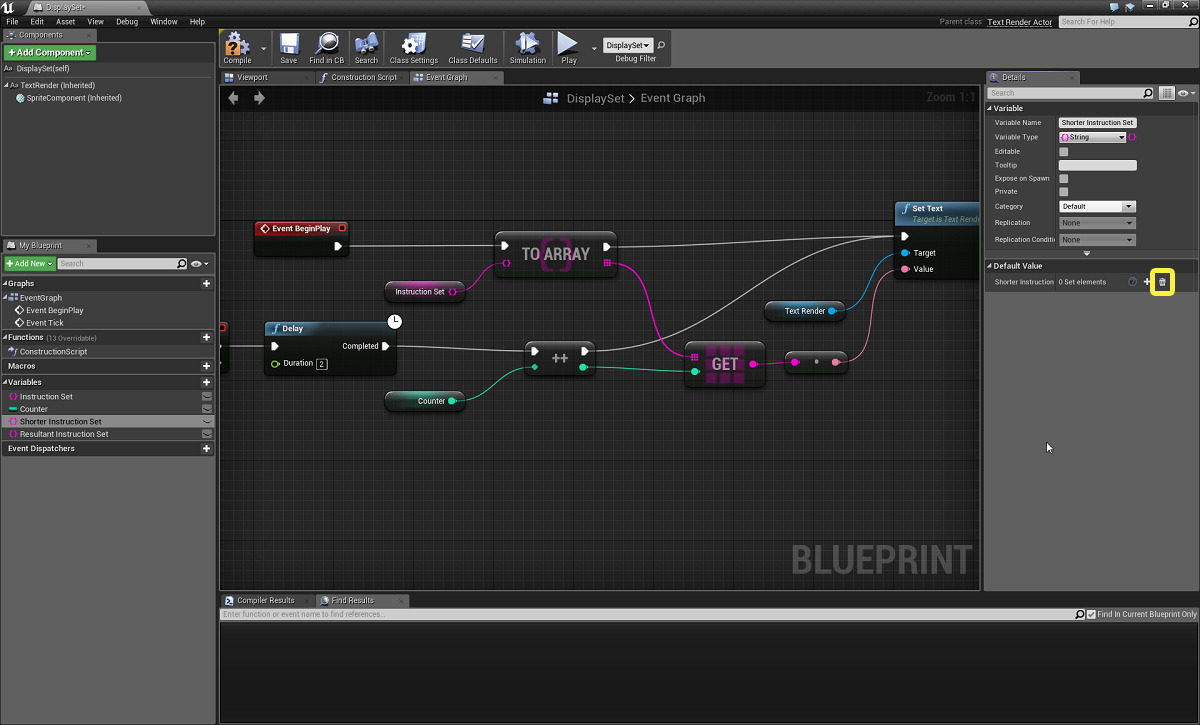 DisplaySet*
File Edit Asset View Debug Window Help
Parent class: Text Render Actor Search For Help
Components
+Add Component
DisplaySet(self)
TextRender (Inherited)
SpriteComponent (Inherited)
My Blueprint
+Add New Search
Graphs
EventGraph
Event BeginPlay
Event Tick
Functions (13 Overridable)
ConstructionScript
Macros
Variables
Instruction Set
Counter
Shorter Instruction Set
Resultant Instruction Set
Event Dispatchers
Compile Save Find in CB Search Class Settings Class Defaults Simulation Play
DisplaySet
Debug Filter
Viewport Construction Script Event Graph
DisplaySet > Event Graph
Zoom 1:1
Event BeginPlay
TO ARRAY
Instruction Set
Set Text
Target is Text Rende
Target
Value
Text Render
Delay
Completed
Duration 2
++
GET
Counter
BLUEPRINT
Compiler Results Find Results
Enter function or event name to find references...
Find In Current Blueprint Only
Details
Search
Variable
Variable Name Shorter Instruction Set
Variable Type String
Editable
Tooltip
Expose on Spawn
Private
Category Default
Replication None
Replication Conditi None
Default Value
Shorter Instruction 0 Set elements